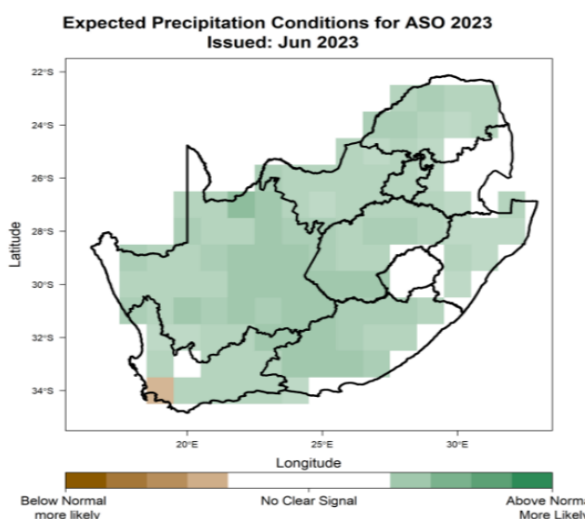 Expected Precipitation Conditions for ASO 2023
Issued: Jun 2023
22°S
24°S
26°S
28°S
30°S
32°S
34°S
Latitude
20°E
25°E
30°E
Longitude
Below Normal
more likely
No Clear Signal
Above Norma
More Likely